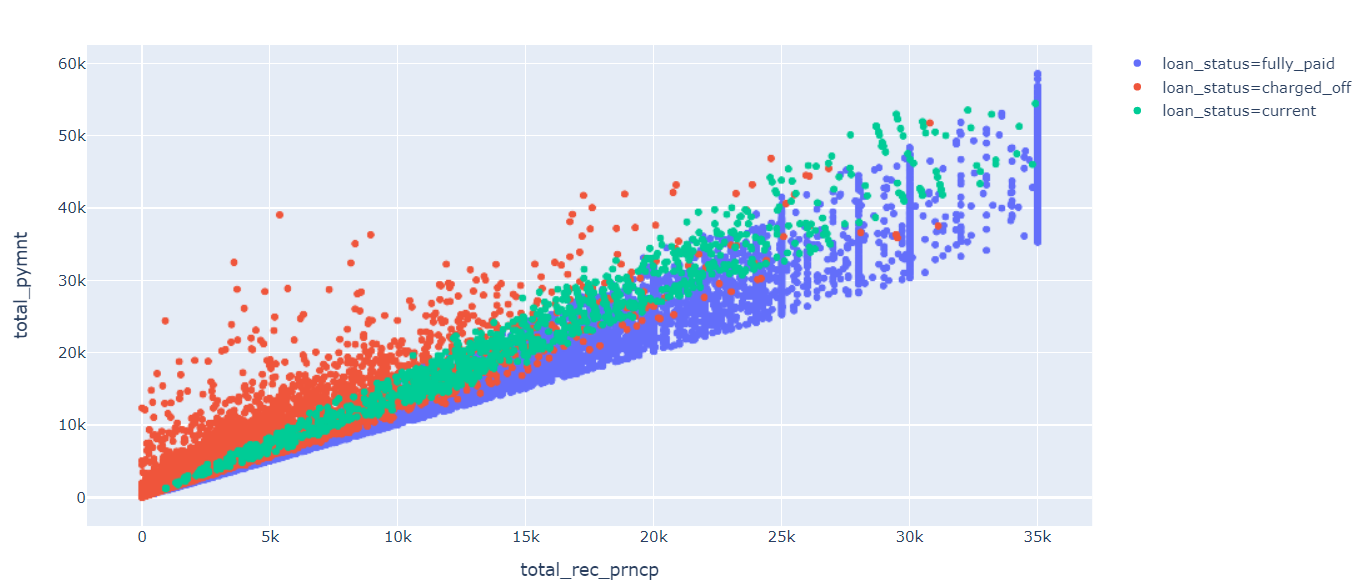 60k
50k
40k
30k
20k
10k
0
total_pymnt
0 5k 10k 15k 20k 25k 30k 35k
total_rec_prncp
loan_status=fully_paid
loan_status=charged_off
loan_status=current